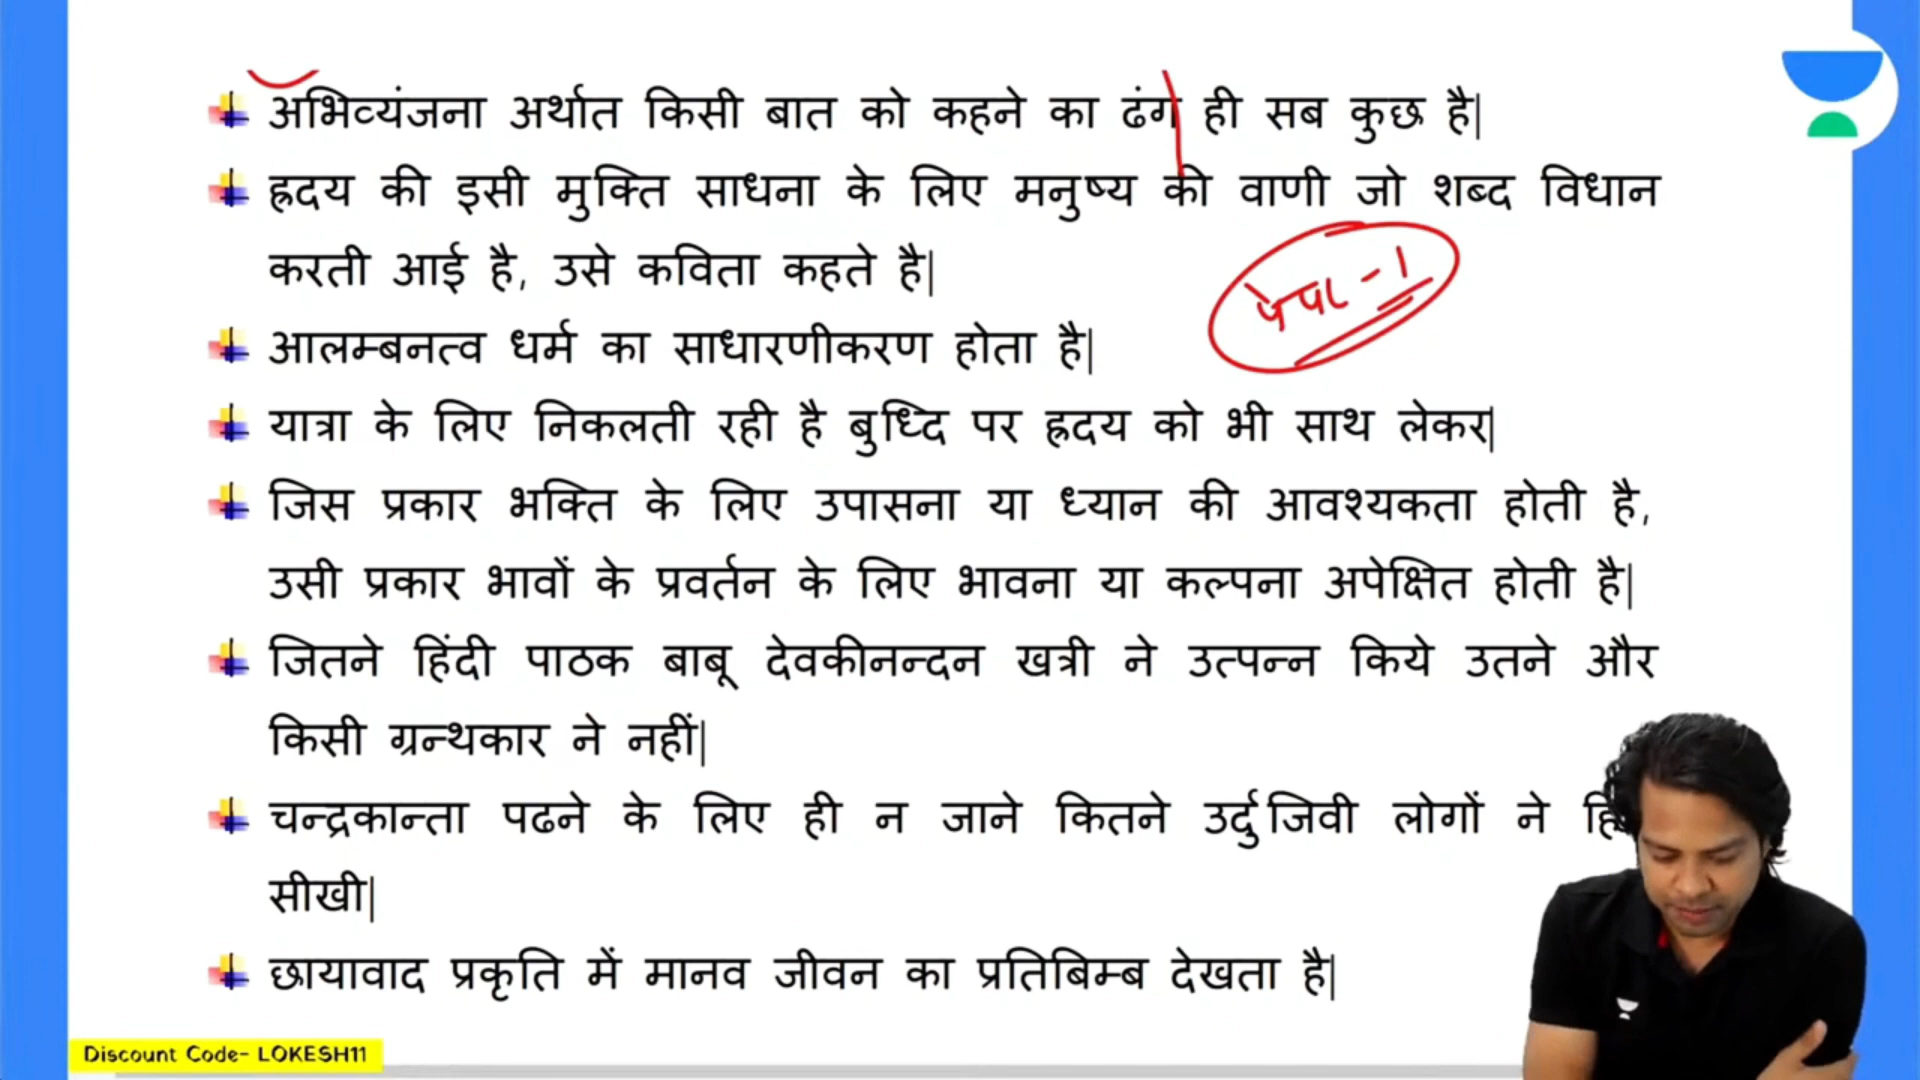 अभिव्यंजना अर्थात किसी बात को कहने का ढंग ही सब कुछ है|
ह्रदय की इसी मुक्ति साधना के लिए मनुष्य की वाणी जो शब्द विधान
करती आई है, उसे कविता कहते है|
पेपर - 1
आलम्बनत्व धर्म का साधारणीकरण होता है|
यात्रा के लिए निकलती रही है बुध्दि पर ह्रदय को भी साथ लेकर|
जिस प्रकार भक्ति के लिए उपासना या ध्यान की आवश्यकता होती है,
उसी प्रकार भावों के प्रवर्तन के लिए भावना या कल्पना अपेक्षित होती है|
जितने हिंदी पाठक बाबू देवकीनन्दन खत्री ने उत्पन्न किये उतने और
किसी ग्रन्थकार ने नहीं|
चन्द्रकान्ता पढने के लिए ही न जाने कितने उर्दु जिवी लोगों ने
सीखी|
छायावाद प्रकृति में मानव जीवन का प्रतिबिम्ब देखता है|
Discount Code- LOKESH11